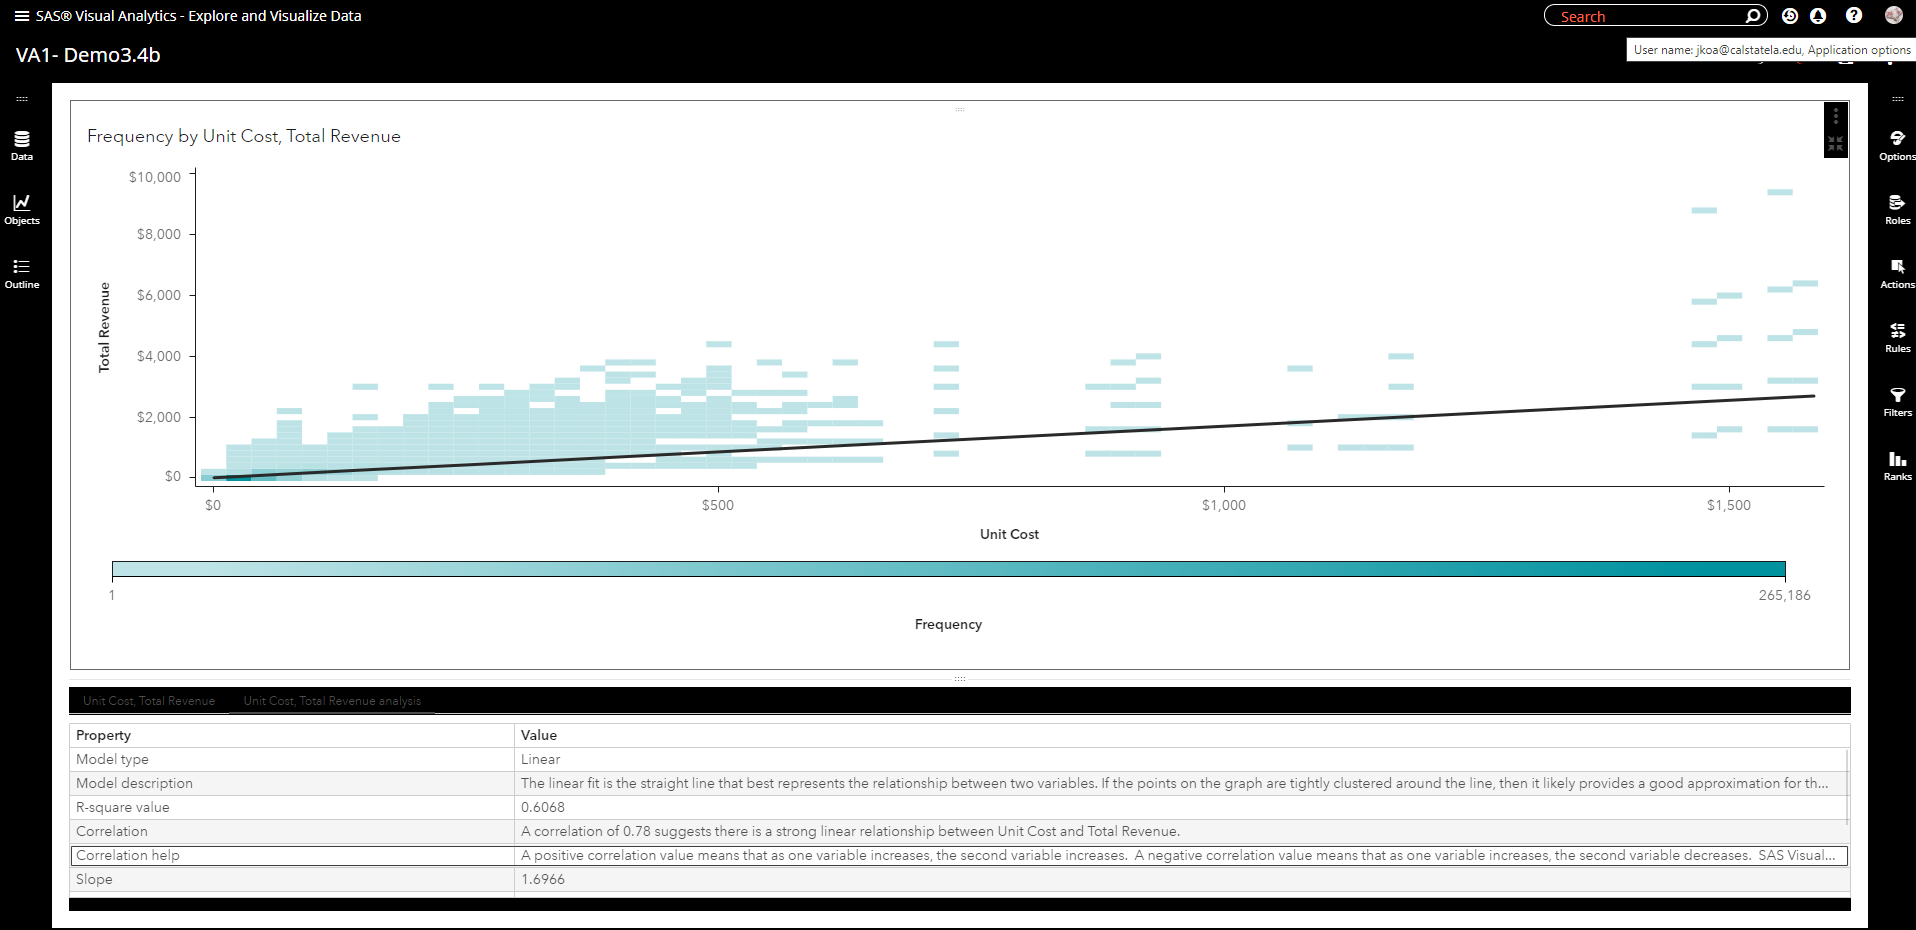 SAS® Visual Analytics - Explore and Visualize Data
Search
VA1- Demo3.4b
User name: jkoa@calstatela.edu, Application options
Data
Objects
Outline
Options
Roles
Actions
Rules
Filters
Ranks
Frequency by Unit Cost, Total Revenue
Total Revenue
$10,000
$8,000
$6,000
$4,000
$2,000
$0
$0 $500 $1,000 $1,500
Unit Cost
1 265,186
Frequency
Unit Cost, Total Revenue Unit Cost, Total Revenue analysis
Property Value
Model type Linear
Model description The linear fit is the straight line that best represents the relationship between two variables. If the points on the graph are tightly clustered around the line, then it likely provides a good approximation for th...
R-square value 0.6068
Correlation A correlation of 0.78 suggests there is a strong linear relationship between Unit Cost and Total Revenue.
Correlation help A positive correlation value means that as one variable increases, the second variable increases. A negative correlation value means that as one variable increases, the second variable decreases. SAS Visual...
Slope 1.6966